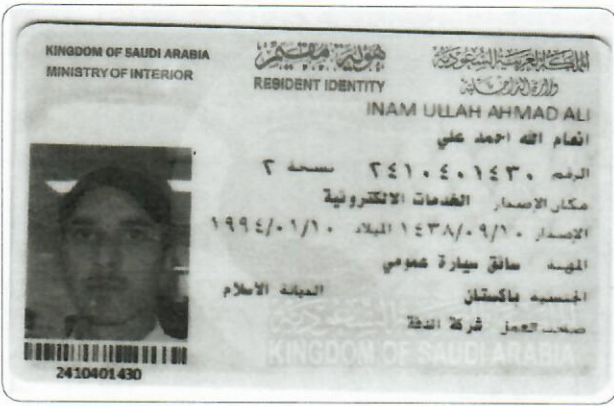 KINGDOM OF SAUDI ARABIA
MINISTRY OF INTERIOR
هوية مقيم
RESIDENT IDENTITY
المملكة العربية السعودية
وزارة الداخلية
INAM ULLAH AHMAD ALI
انعام الله احمد علي
الرقم ٢٤١٠٤٠١٤٣٠ نسخة ٢
مكان الإصدار الخدمات الالكترونية
الإصدار ١٤٣٨/٠٩/١٠ الميلاد ١٩٩٤/٠١/١٠
المهنة سائق سيارة عمومي
الجنسية باكستان الديانة الاسلام
صاحب العمل شركة الدقة
KINGDOM OF SAUDI ARABIA
2410401430